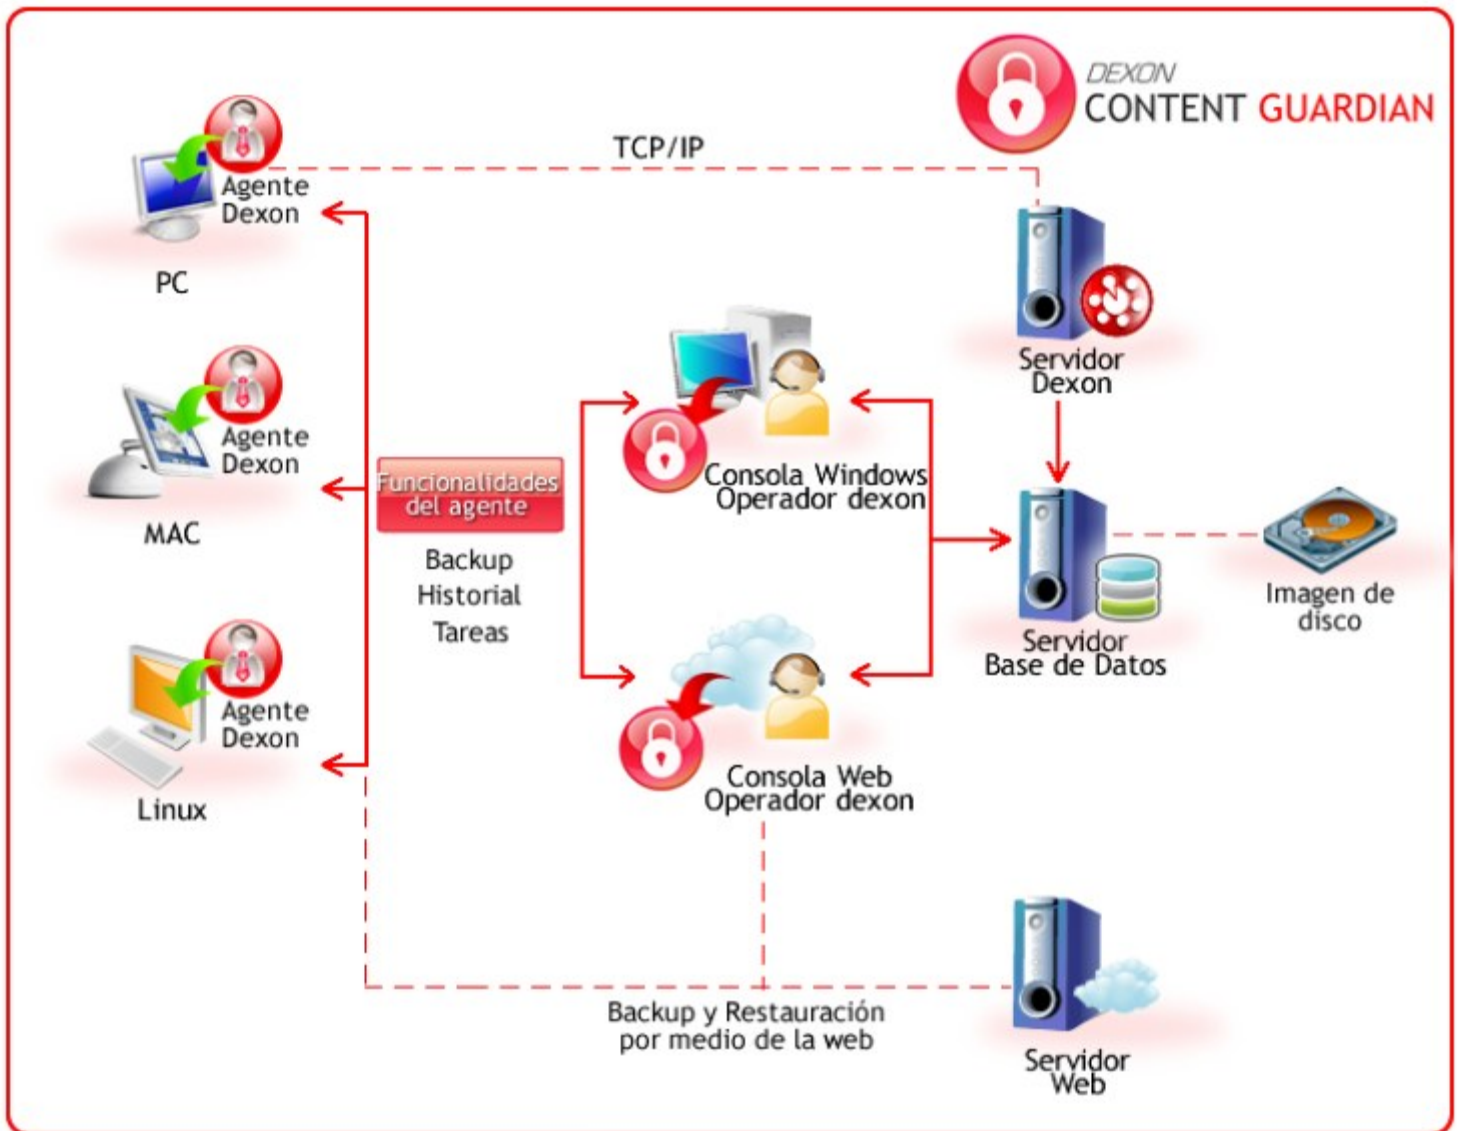 DEXON
CONTENT GUARDIAN
TCP/IP
Agente
Dexon
PC
Agente
Dexon
MAC
Agente
Dexon
Linux
Funcionalidades
del agente
Backup
Historial
Tareas
Consola Windows
Operador dexon
Consola Web
Operador dexon
Servidor
Dexon
Servidor
Base de Datos
Imagen de
disco
Backup y Restauración
por medio de la web
Servidor
Web